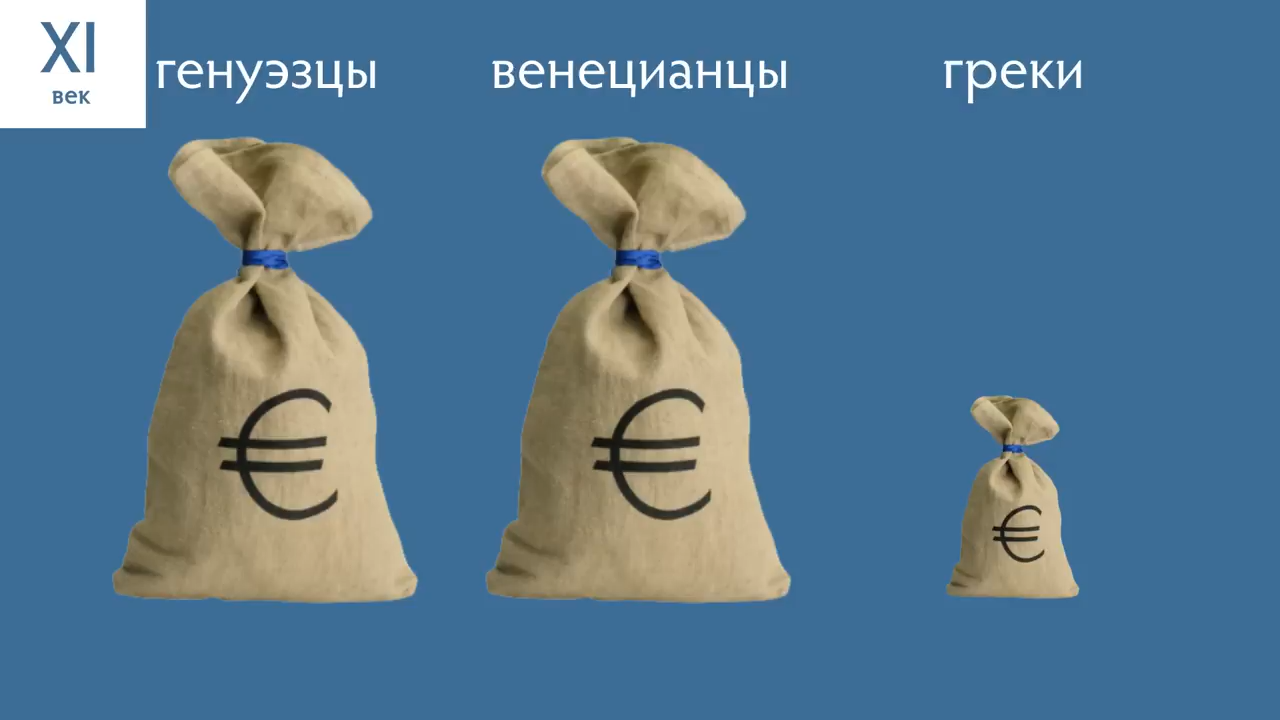 XI
век
генуэзцы
венецианцы
греки
€
€
€